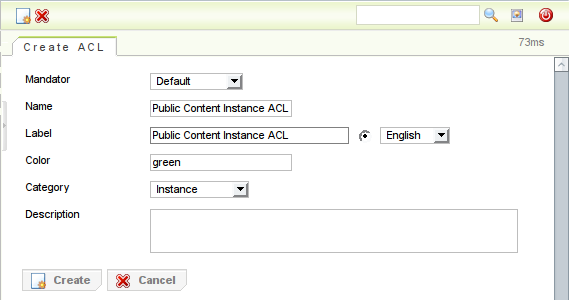 Create ACL
73ms
Mandator Default
Name Public Content Instance ACL
Label Public Content Instance ACL English
Color green
Category Instance
Description
Create Cancel